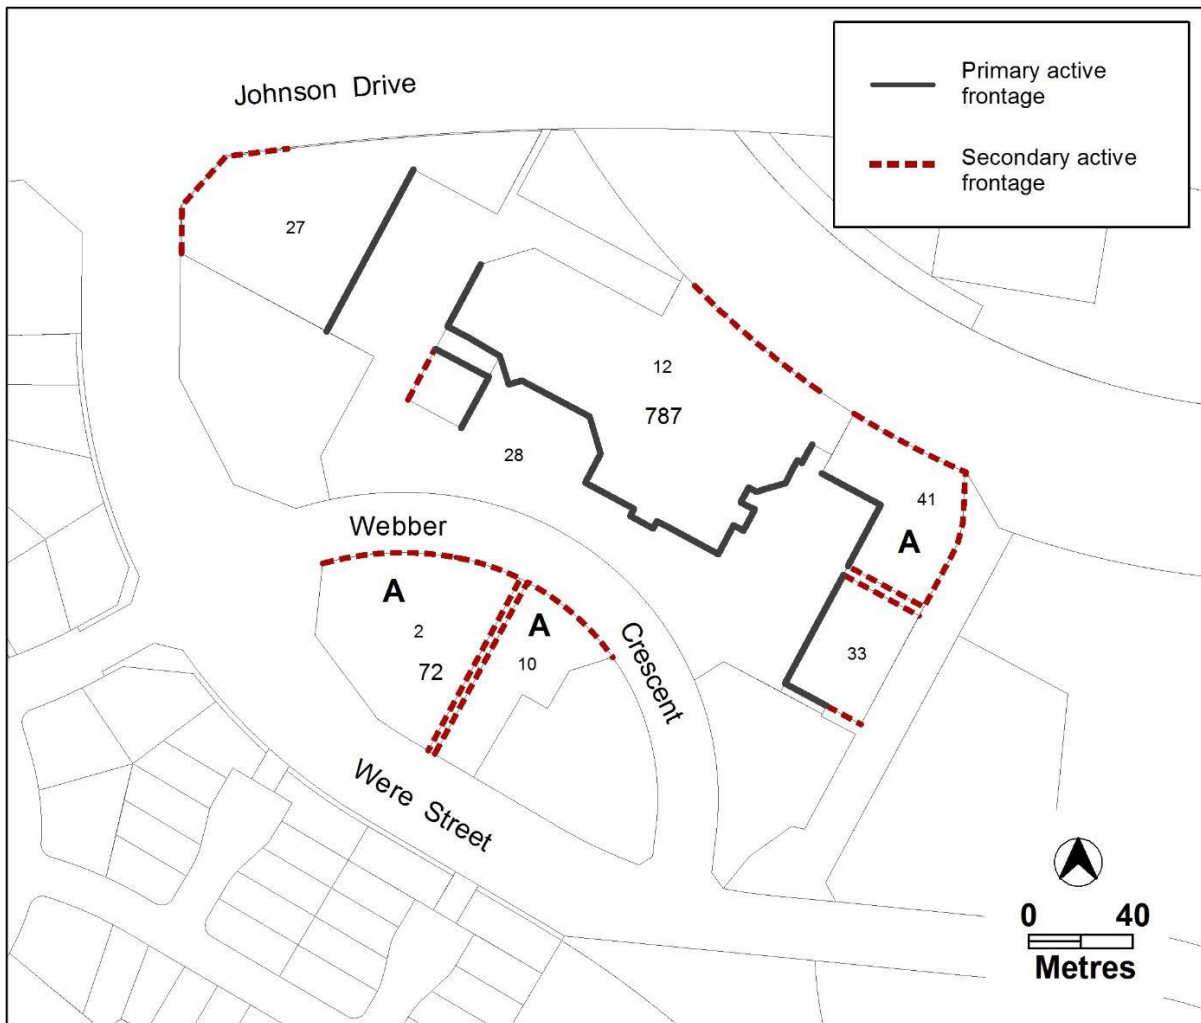 Johnson Drive
Primary active
frontage
Secondary active
frontage
27
12
787
28
41
A
Webber
A
2
72
A
10
Crescent
33
Were Street
0 40
Metres